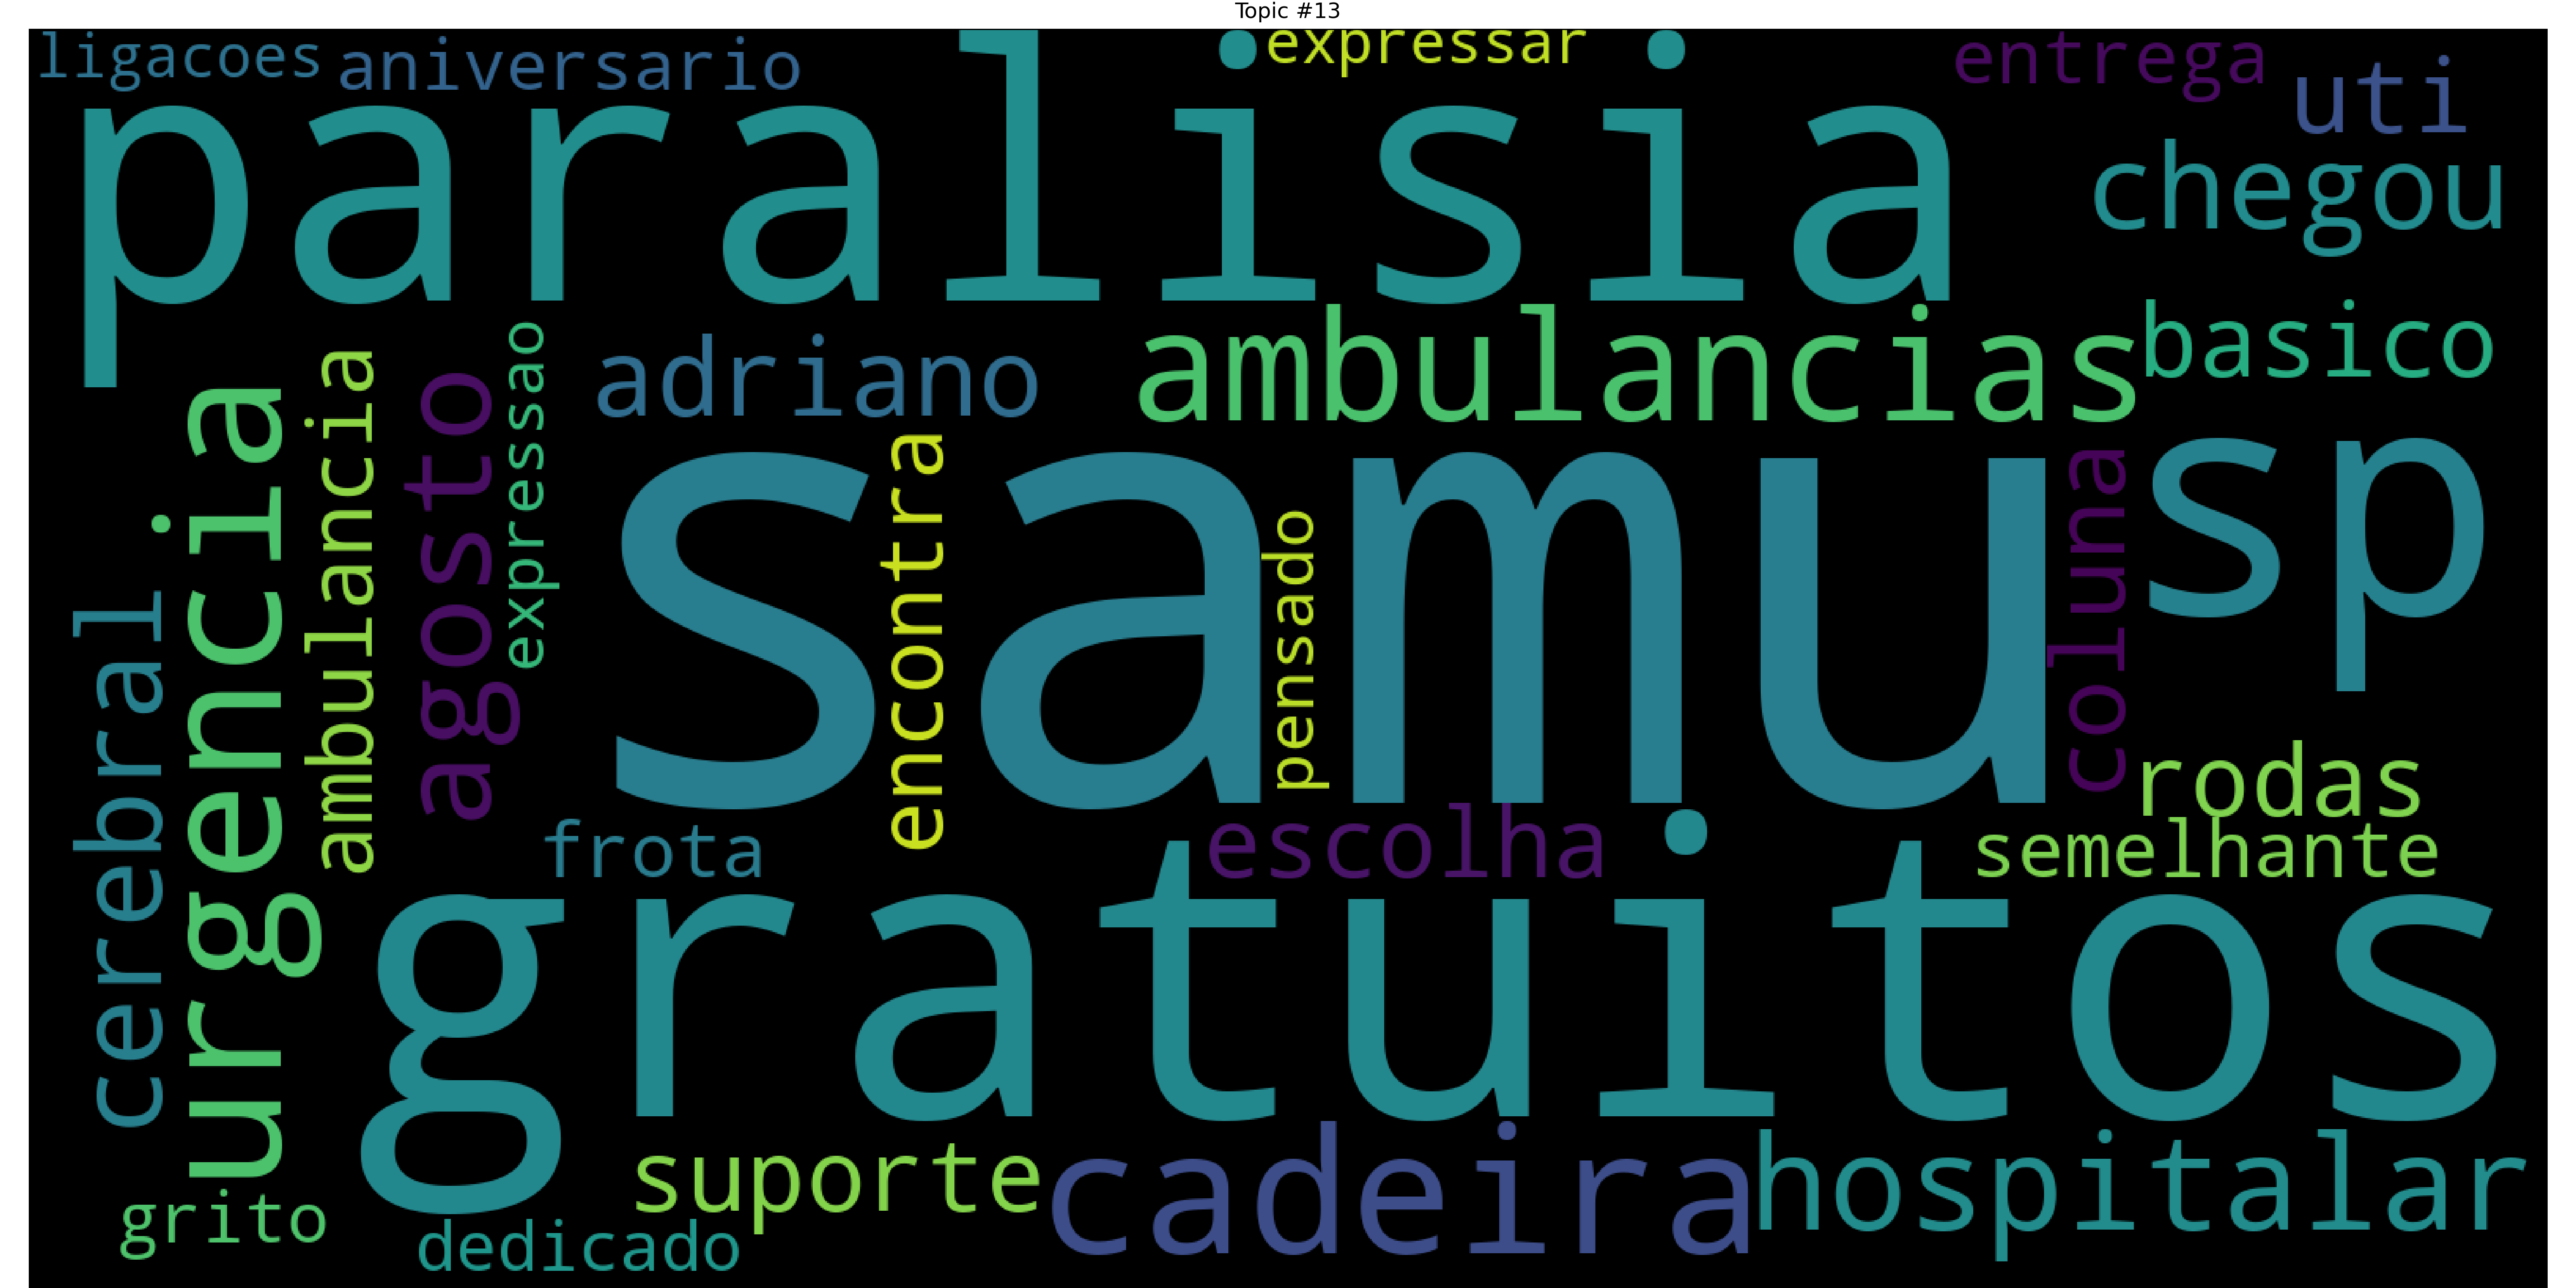 Topic #13
ligacoes
aniversario
expressar
entrega
uti
paralisia
chegou
adriano
ambulancias
basico
cerebral
urgencia
ambulancia
agosto
expressao
samu
encontra
pensado
coluna
sp
rodas
frota
escolha
semelhante
gratuitos
suporte
cadeira
hospitalar
grito
dedicado